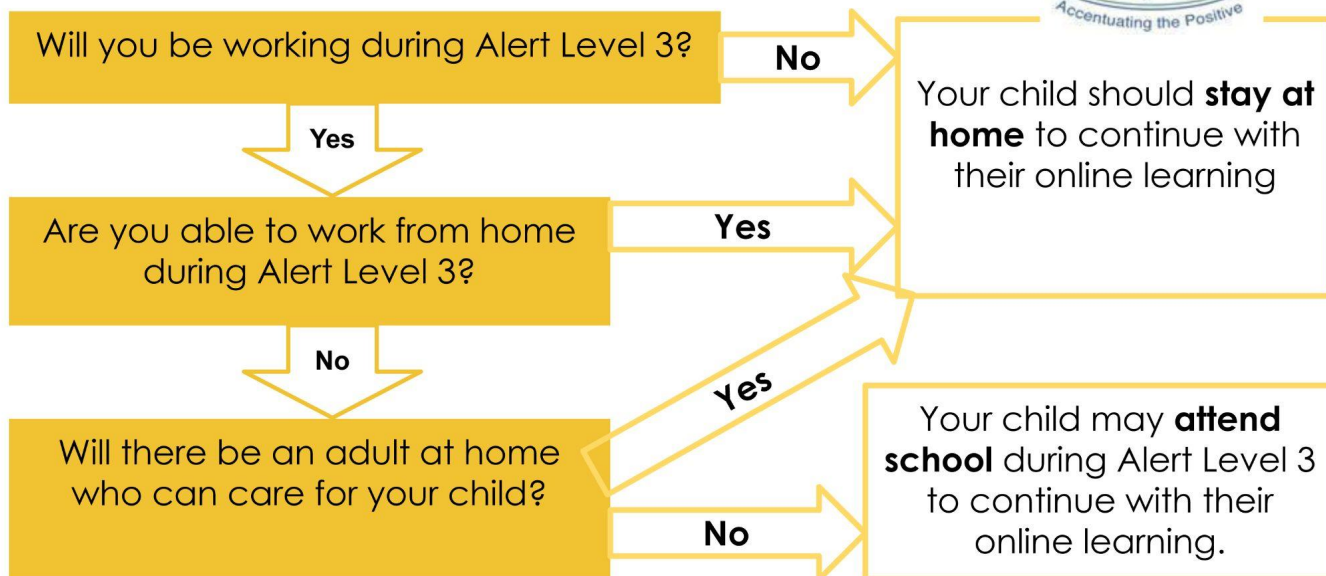 Accentuating the Positive
Will you be working during Alert Level 3?
No
Your child should stay at
home to continue with
their online learning
Yes
Are you able to work from home
during Alert Level 3?
Yes
No
Yes
Will there be an adult at home
who can care for your child?
No
Your child may attend
school during Alert Level 3
to continue with their
online learning.